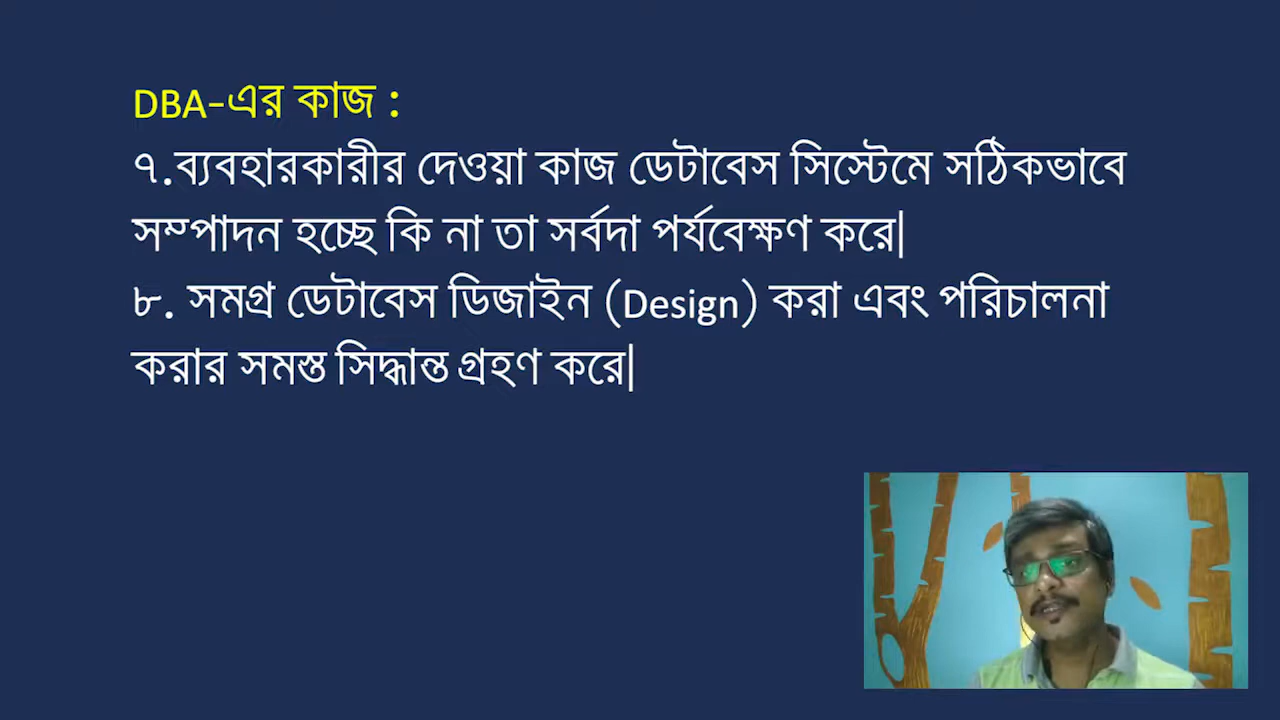 DBA-এর কাজ :
৭.ব্যবহারকারীর দেওয়া কাজ ডেটাবেস সিস্টেমে সঠিকভাবে
সম্পাদন হচ্ছে কি না তা সর্বদা পর্যবেক্ষণ করে|
৮. সমগ্র ডেটাবেস ডিজাইন (Design) করা এবং পরিচালনা
করার সমস্ত সিদ্ধান্ত গ্রহণ করে|